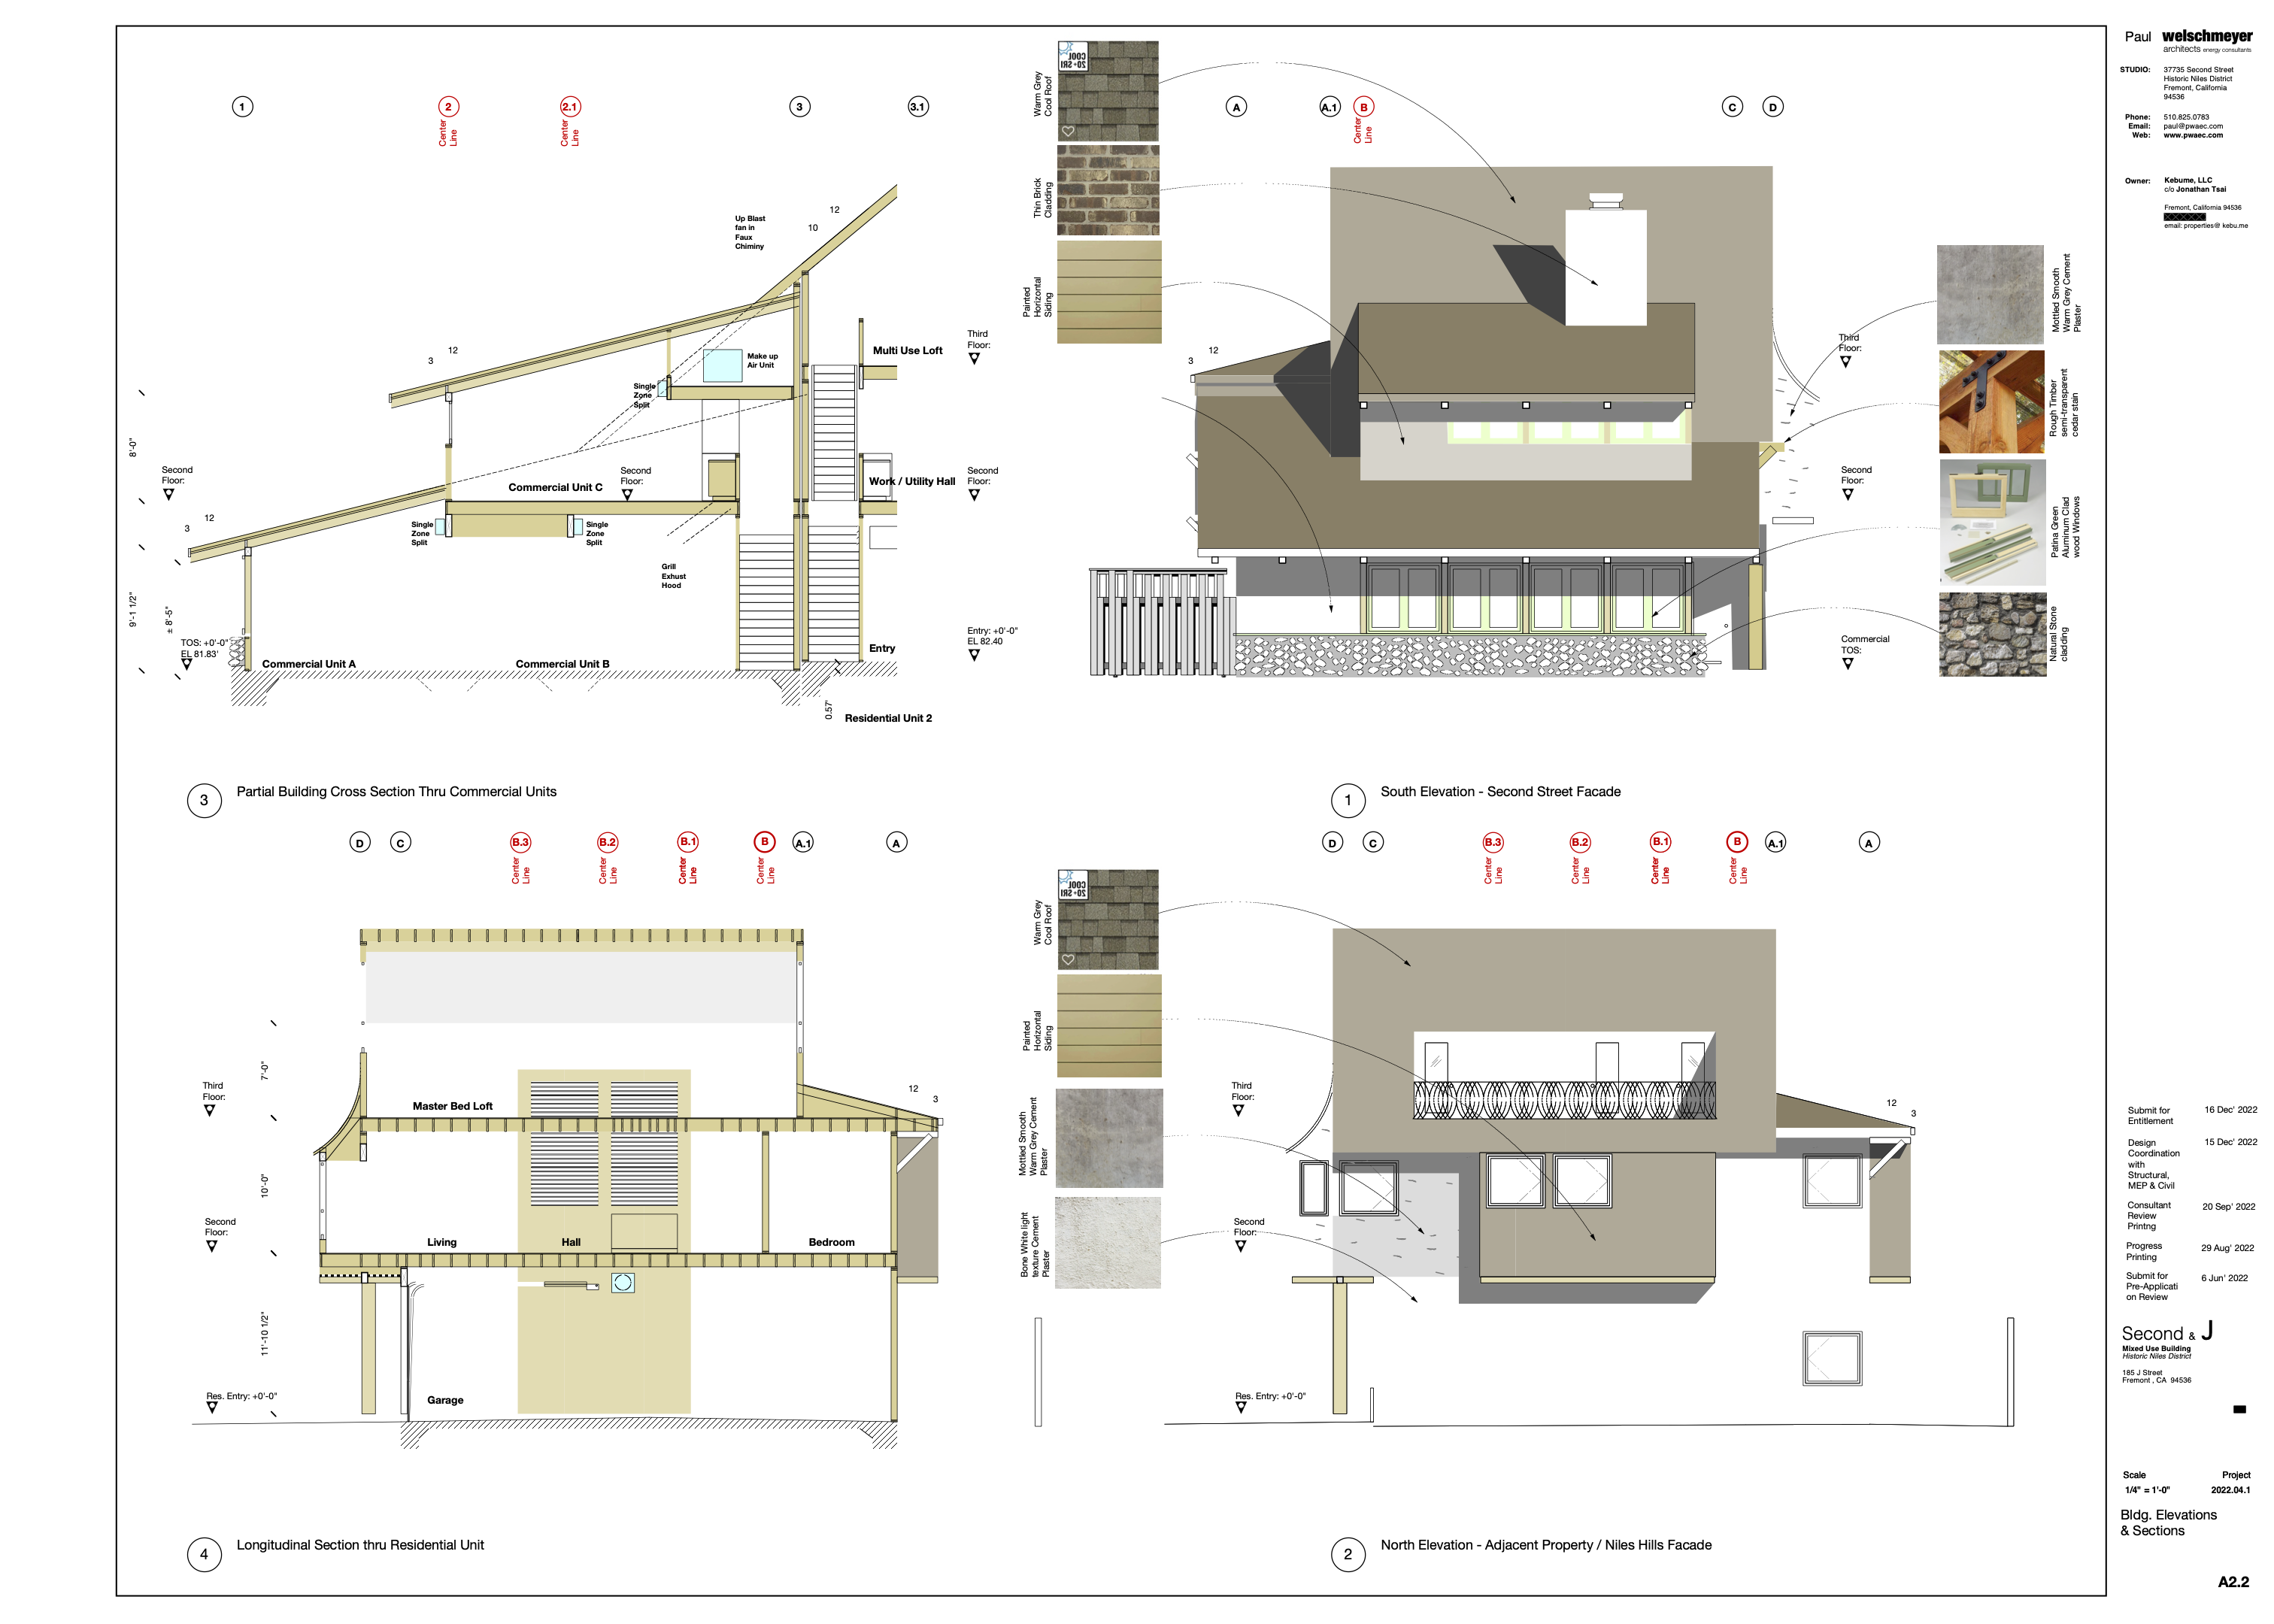 1
2
Center
Line
2.1
Center
Line
3
3.1
12
10
Up Blast
fan in
Faux
Chiminy
3
12
Make up
Air Unit
Single
Zone
Split
Multi Use Loft
Third
Floor:
8'-0"
Second
Floor:
Commercial Unit C
Second
Floor:
Work / Utility Hall
Second
Floor:
3
12
Single
Zone
Split
Single
Zone
Split
Grill
Exhust
Hood
9'-1 1/2"
± 8'-5"
TOS: +0'-0"
EL 81.83'
Commercial Unit A
Commercial Unit B
Entry
Entry: +0'-0"
EL 82.40
0.57'
Residential Unit 2
3
Partial Building Cross Section Thru Commercial Units
Warm Grey
Cool Roof
Thin Brick
Cladding
Painted
Horizontal
Siding
A
A.1
B
Center
Line
C
D
3
12
Third
Floor:
Second
Floor:
Commercial
TOS:
Mottled Smooth
Warm Grey Cement
Plaster
Rough Timber
semi-transparent
cedar stain
Patina Green
Aluminum Clad
wood Windows
Natural Stone
cladding
1
South Elevation - Second Street Facade
D
C
B.3
Center
Line
B.2
Center
Line
B.1
Center
Line
B
Center
Line
A.1
A
7'-0"
Third
Floor:
Master Bed Loft
12
3
10'-0"
Second
Floor:
Living
Hall
Bedroom
11'-10 1/2"
Res. Entry: +0'-0"
Garage
4
Longitudinal Section thru Residential Unit
Warm Grey
Cool Roof
Painted
Horizontal
Siding
Mottled Smooth
Warm Grey Cement
Plaster
Bone White light
texture Cement
Plaster
D
C
B.3
Center
Line
B.2
Center
Line
B.1
Center
Line
B
Center
Line
A.1
A
Third
Floor:
12
3
Second
Floor:
Res. Entry: +0'-0"
2
North Elevation - Adjacent Property / Niles Hills Facade
Paul welschmeyer
architects energy consultants
STUDIO: 37735 Second Street
Historic Niles District
Fremont, California
94536
Phone: 510.825.0783
Email: paul@pwaec.com
Web: www.pwaec.com
Owner: Kebume, LLC
c/o Jonathan Tsai
Fremont, California 94536
email: properties@ kebu.me
Submit for 16 Dec' 2022
Entitlement
Design 15 Dec' 2022
Coordination
with
Structural,
MEP & Civil
Consultant 20 Sep' 2022
Review
Printng
Progress 29 Aug' 2022
Printing
Submit for 6 Jun' 2022
Pre-Applicati
on Review
Second & J
Mixed Use Building
Historic Niles District
185 J Street
Fremont , CA 94536
Scale Project
1/4" = 1'-0" 2022.04.1
Bldg. Elevations
& Sections
A2.2